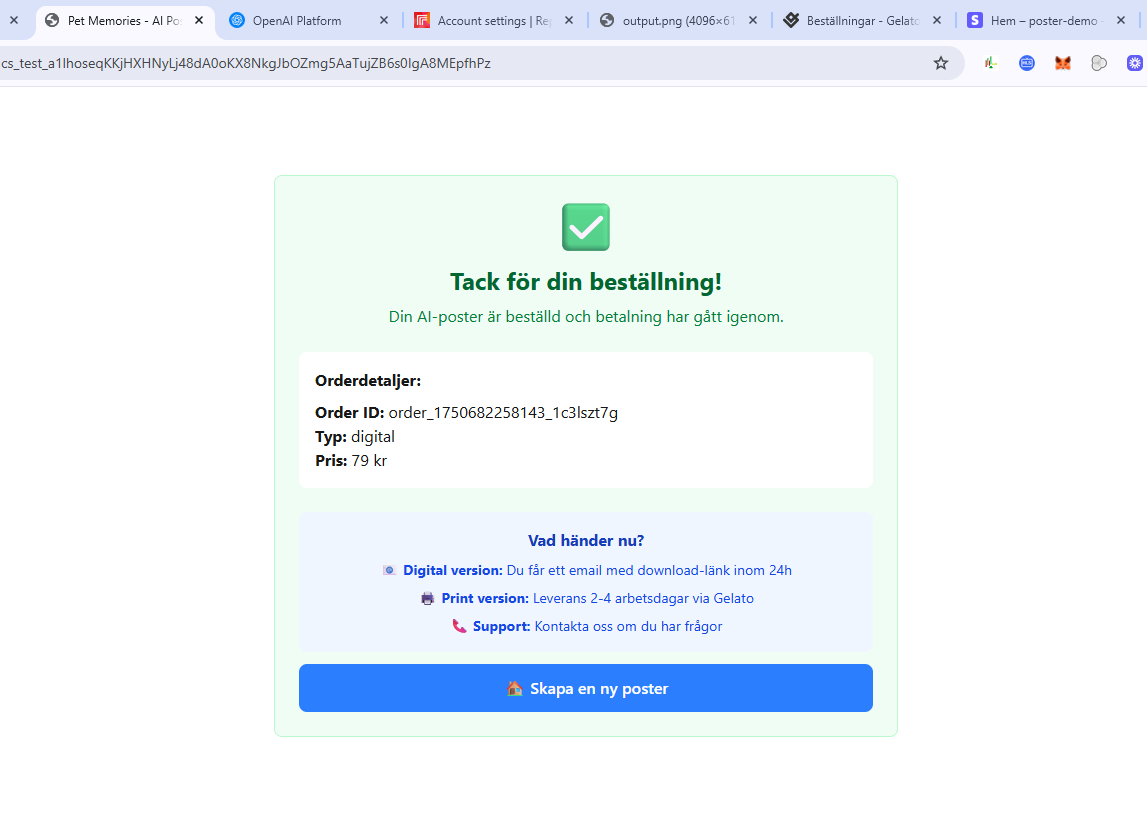 Pet Memories - AI Po
OpenAI Platform
Account settings | Rep
output.png (4096×61
Beställningar - Gelato
Hem – poster-demo
Tack för din beställning!
Din AI-poster är beställd och betalning har gått igenom.
Orderdetaljer:
Order ID: order_1750682258143_1c3lszt7g
Typ: digital
Pris: 79 kr
Vad händer nu?
Digital version: Du får ett email med download-länk inom 24h
Print version: Leverans 2-4 arbetsdagar via Gelato
Support: Kontakta oss om du har frågor
Skapa en ny poster